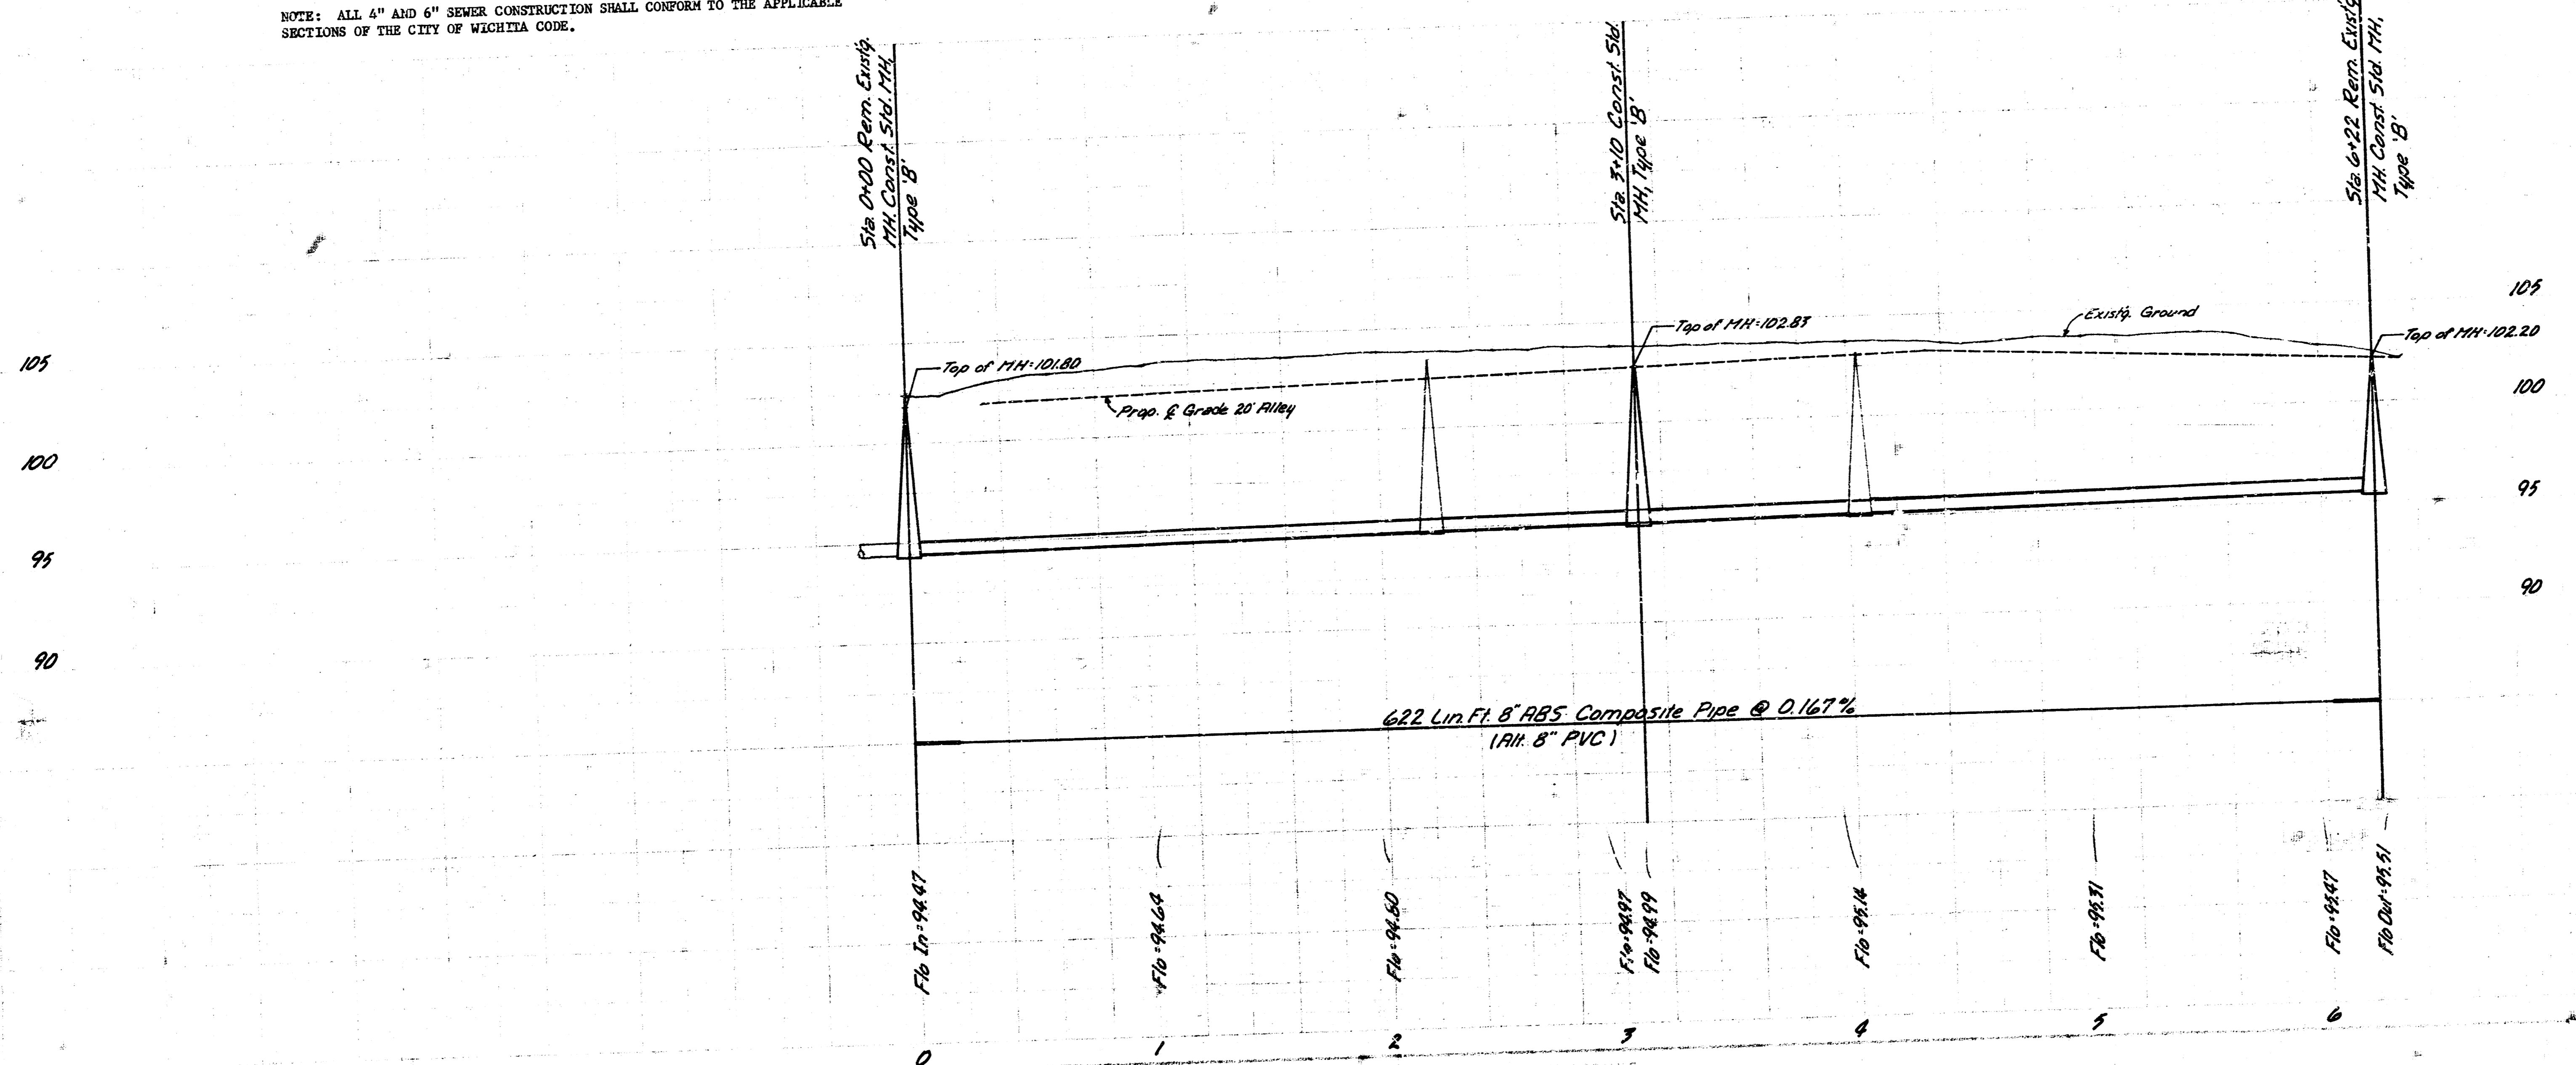 NOTE: ALL 4" AND 6" SEWER CONSTRUCTION SHALL CONFORM TO THE APPLICABLE
SECTIONS OF THE CITY OF WICHITA CODE.
Sta. 0+00 Rem. Existg.
MH. Const. Std. MH,
Type 'B'
Sta. 3+10 Const. Std.
MH, Type 'B'
Sta. 6+22 Rem. Existg
MH. Const. Std. MH,
Type 'B'
105
100
95
90
105
100
95
90
Top of MH=101.80
Top of MH=102.83
Existg. Ground
Top of MH=102.20
Prop. ℄ Grade 20' Alley
622 Lin. Ft. 8" ABS Composite Pipe @ 0.167%
(Alt. 8" PVC)
Flo In=94.47
Flo=94.64
Flo=94.80
Flo=94.97
Flo=94.99
Flo=95.14
Flo=95.31
Flo=95.47
Flo Out=95.51
0
1
2
3
4
5
6